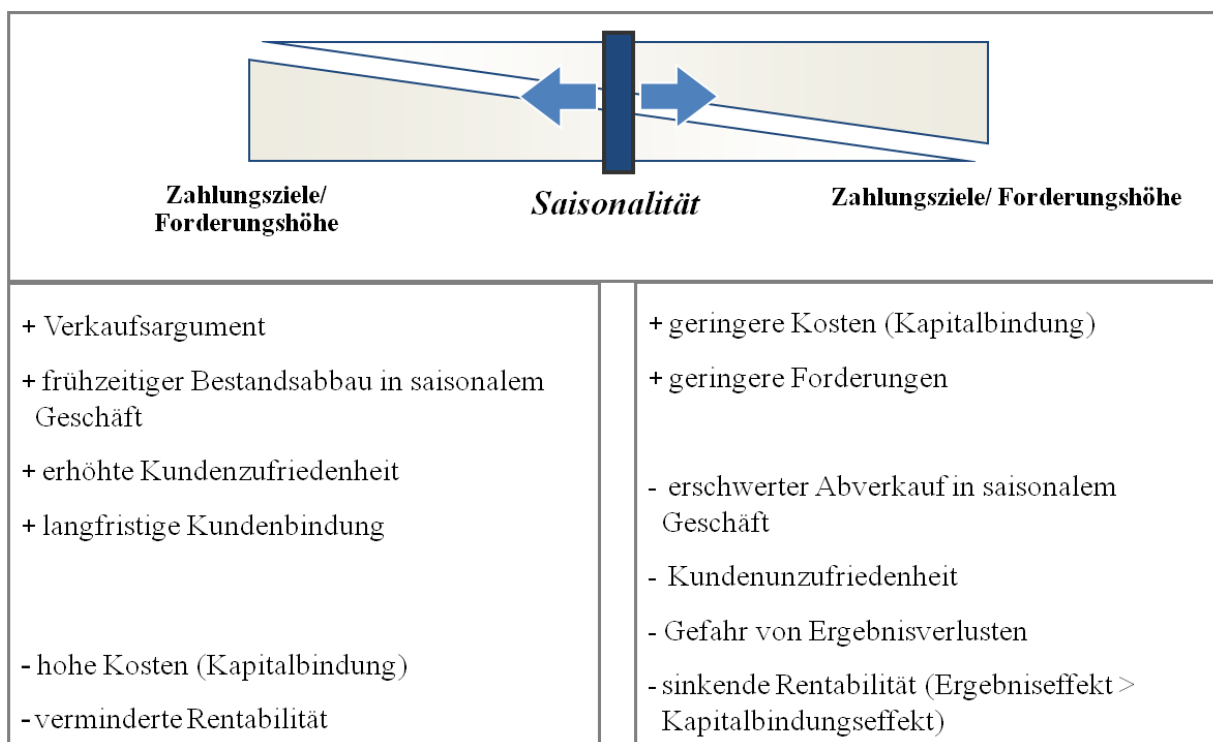 Zahlungsziele/
Forderungshöhe
Saisonalität
Zahlungsziele/ Forderungshöhe
+ Verkaufsargument
+ frühzeitiger Bestandsabbau in saisonalem
Geschäft
+ erhöhte Kundenzufriedenheit
+ langfristige Kundenbindung
- hohe Kosten (Kapitalbindung)
- verminderte Rentabilität
+ geringere Kosten (Kapitalbindung)
+ geringere Forderungen
- erschwerter Abverkauf in saisonalem
Geschäft
- Kundenunzufriedenheit
- Gefahr von Ergebnisverlusten
- sinkende Rentabilität (Ergebniseffekt >
Kapitalbindungseffekt)